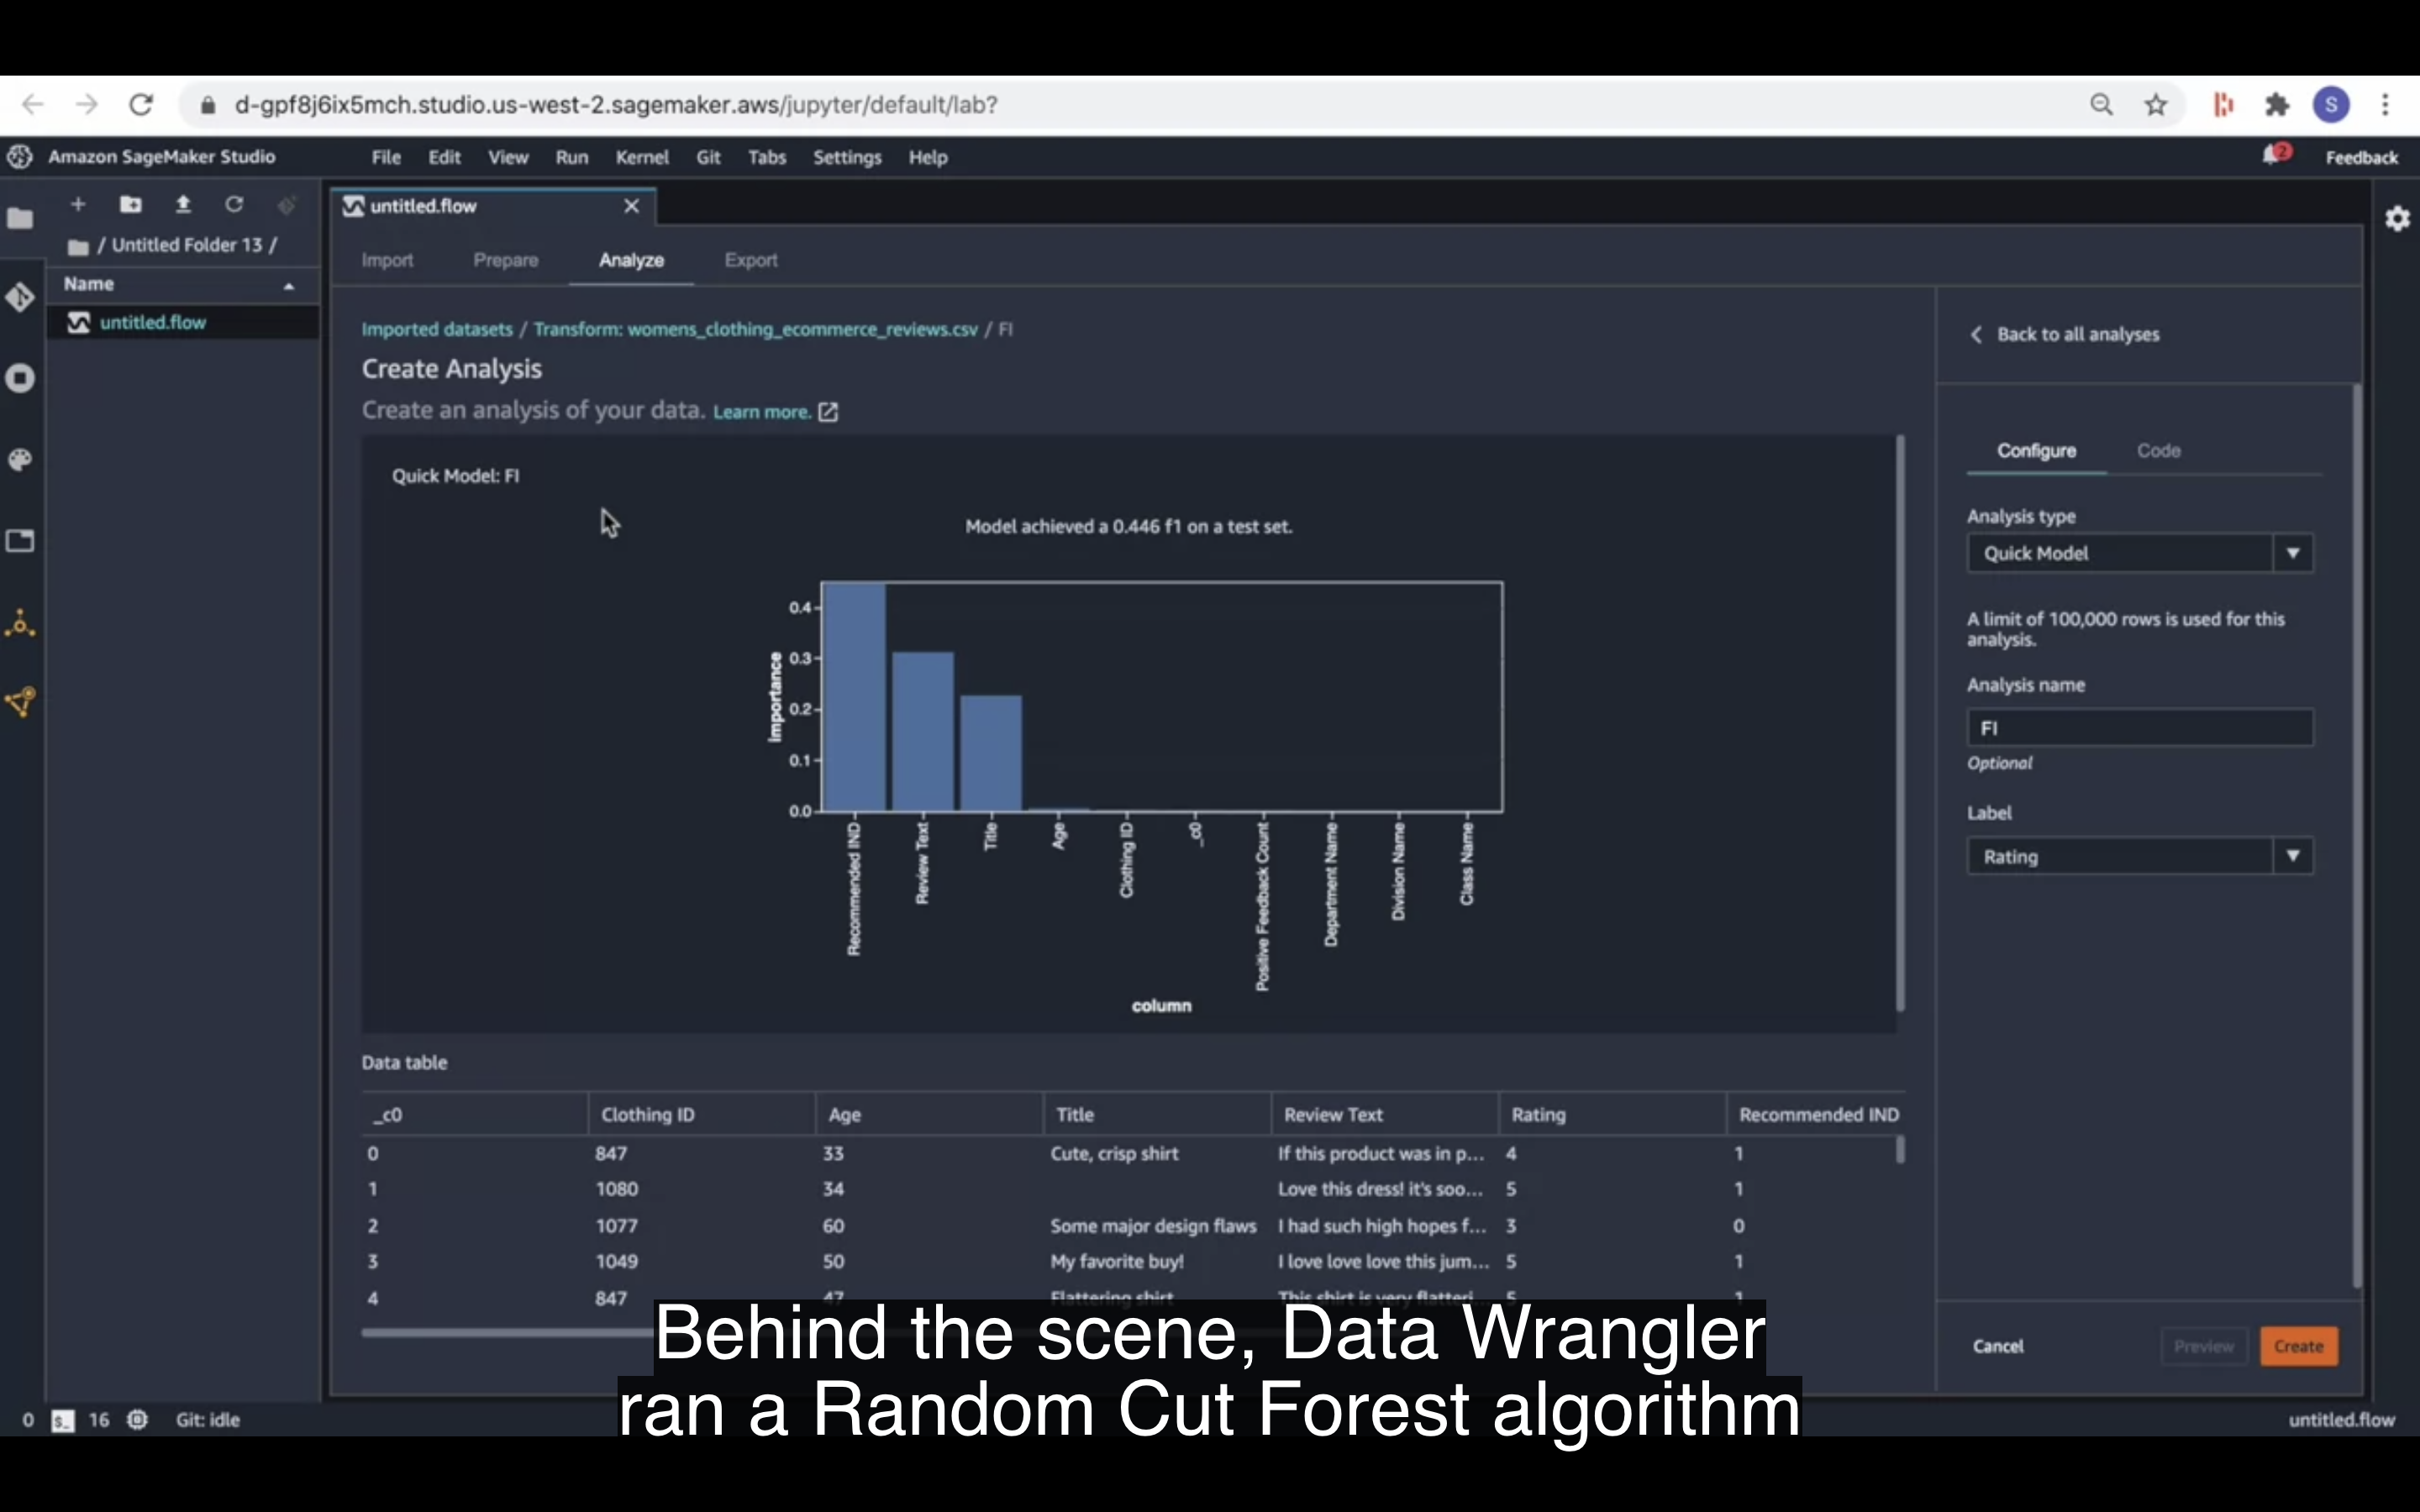 d-gpf8j6ix5mch.studio.us-west-2.sagemaker.aws/jupyter/default/lab?
S
Amazon SageMaker Studio File Edit View Run Kernel Git Tabs Settings Help 2 Feedback
untitled.flow
/ Untitled Folder 13 /
Import Prepare Analyze Export
Name
untitled.flow
Imported datasets / Transform: womens_clothing_ecommerce_reviews.csv / FI
Create Analysis
Create an analysis of your data. Learn more.
Quick Model: FI
Model achieved a 0.446 f1 on a test set.
importance
0.4
0.3
0.2
0.1
0.0
Recommended IND
Review Text
Title
Age
Clothing ID
_c0
Positive Feedback Count
Department Name
Division Name
Class Name
column
Back to all analyses
Configure Code
Analysis type
Quick Model
A limit of 100,000 rows is used for this
analysis.
Analysis name
FI
Optional
Label
Rating
Data table
_c0 Clothing ID Age Title Review Text Rating Recommended IND
0 847 33 Cute, crisp shirt If this product was in p... 4 1
1 1080 34 Love this dress! it's soo... 5 1
2 1077 60 Some major design flaws I had such high hopes f... 3 0
3 1049 50 My favorite buy! I love love love this jum... 5 1
4 847 47 Flattering shirt This shirt is very flatteri... 5 1
Cancel Preview Create
Behind the scene, Data Wrangler
ran a Random Cut Forest algorithm
0 $_ 16 Git: idle untitled.flow